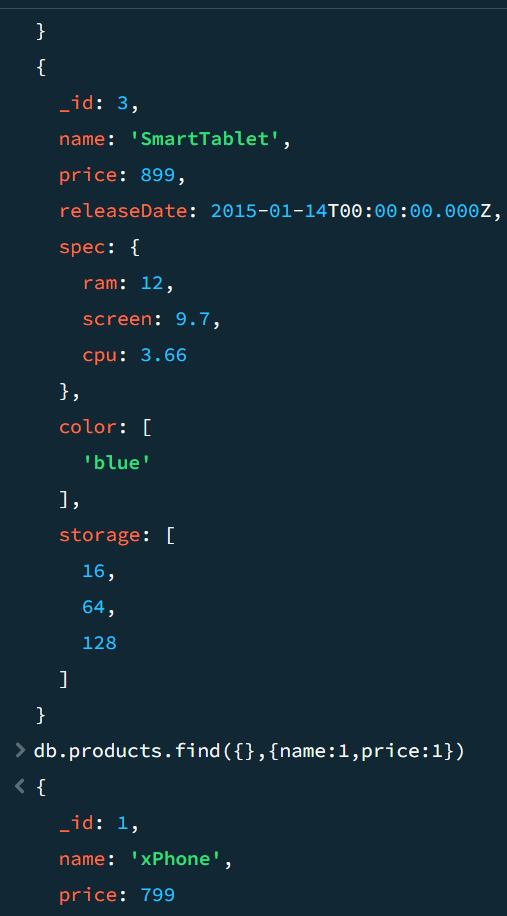 }
{
_id: 3,
name: 'SmartTablet',
price: 899,
releaseDate: 2015-01-14T00:00:00.000Z,
spec: {
ram: 12,
screen: 9.7,
cpu: 3.66
},
color: [
'blue'
],
storage: [
16,
64,
128
]
}
> db.products.find({},{name:1,price:1})
< {
_id: 1,
name: 'xPhone',
price: 799